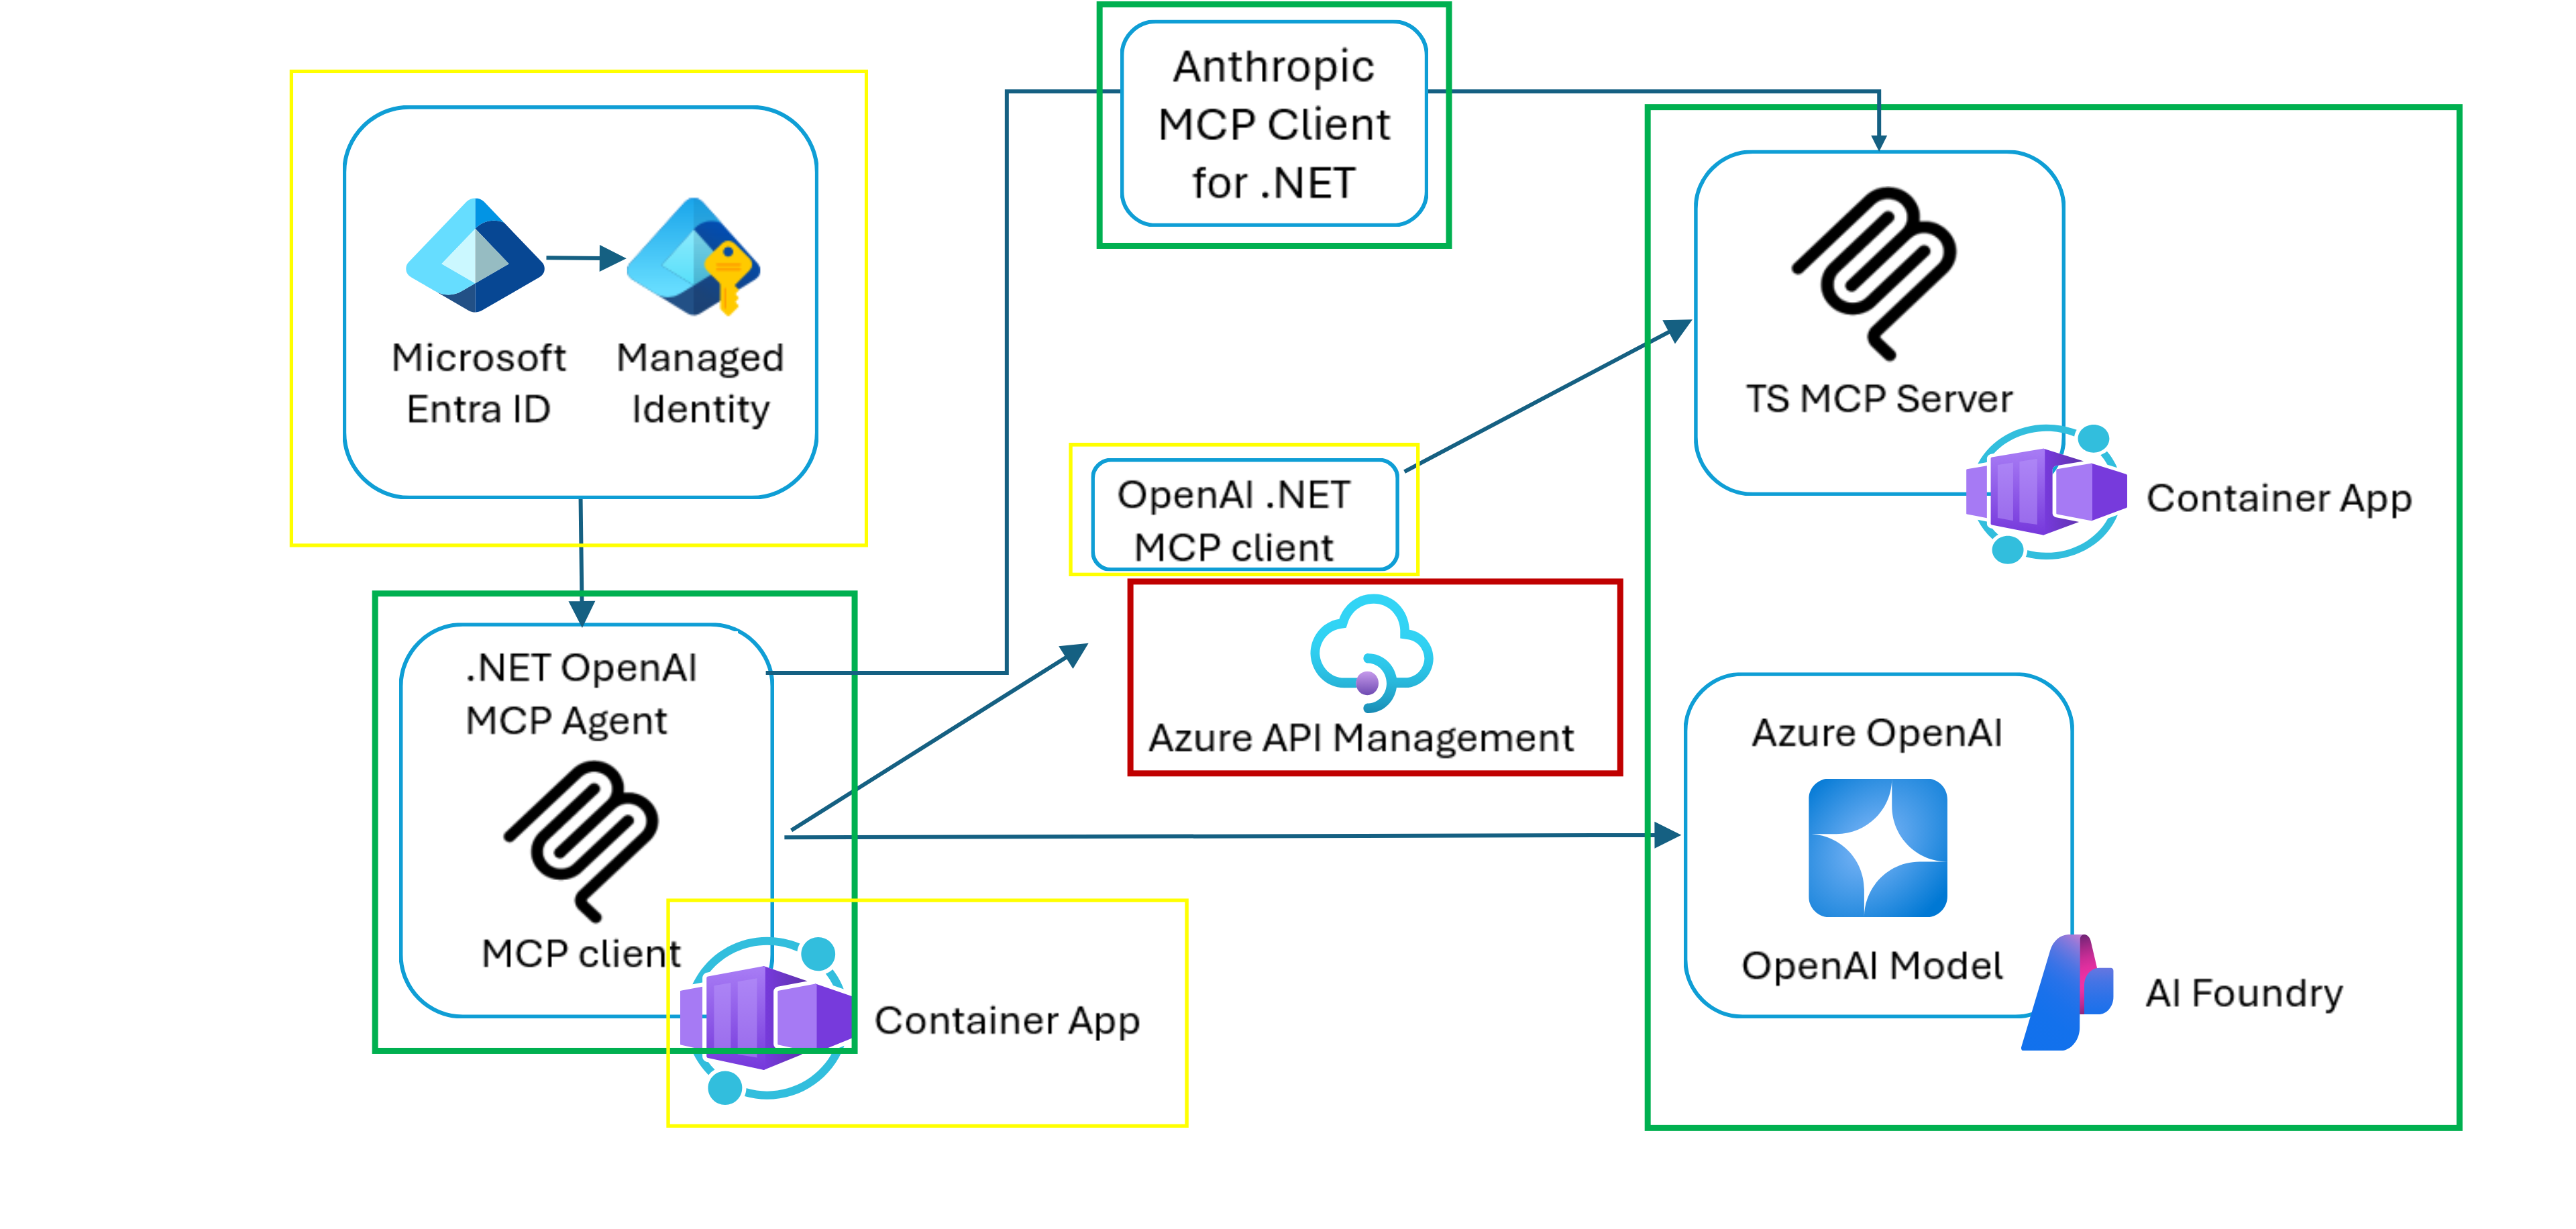 Anthropic
MCP Client
for .NET
Microsoft
Entra ID
Managed
Identity
TS MCP Server
Container App
OpenAI .NET
MCP client
Azure API Management
.NET OpenAI
MCP Agent
MCP client
Container App
Azure OpenAI
OpenAI Model
AI Foundry